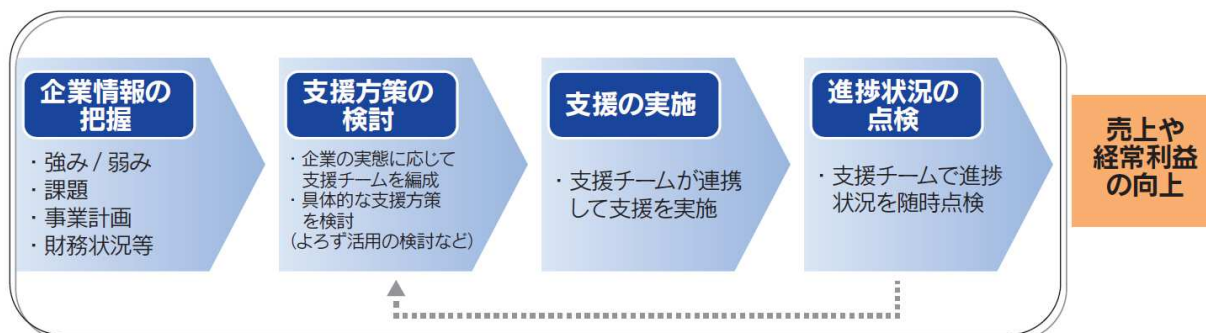 企業情報の
把握
・強み / 弱み
・課題
・事業計画
・財務状況等
支援方策の
検討
・企業の実態に応じて
支援チームを編成
・具体的な支援方策
を検討
(よろず活用の検討など)
支援の実施
・支援チームが連携
して支援を実施
進捗状況の
点検
・支援チームで進捗
状況を随時点検
売上や
経常利益
の向上